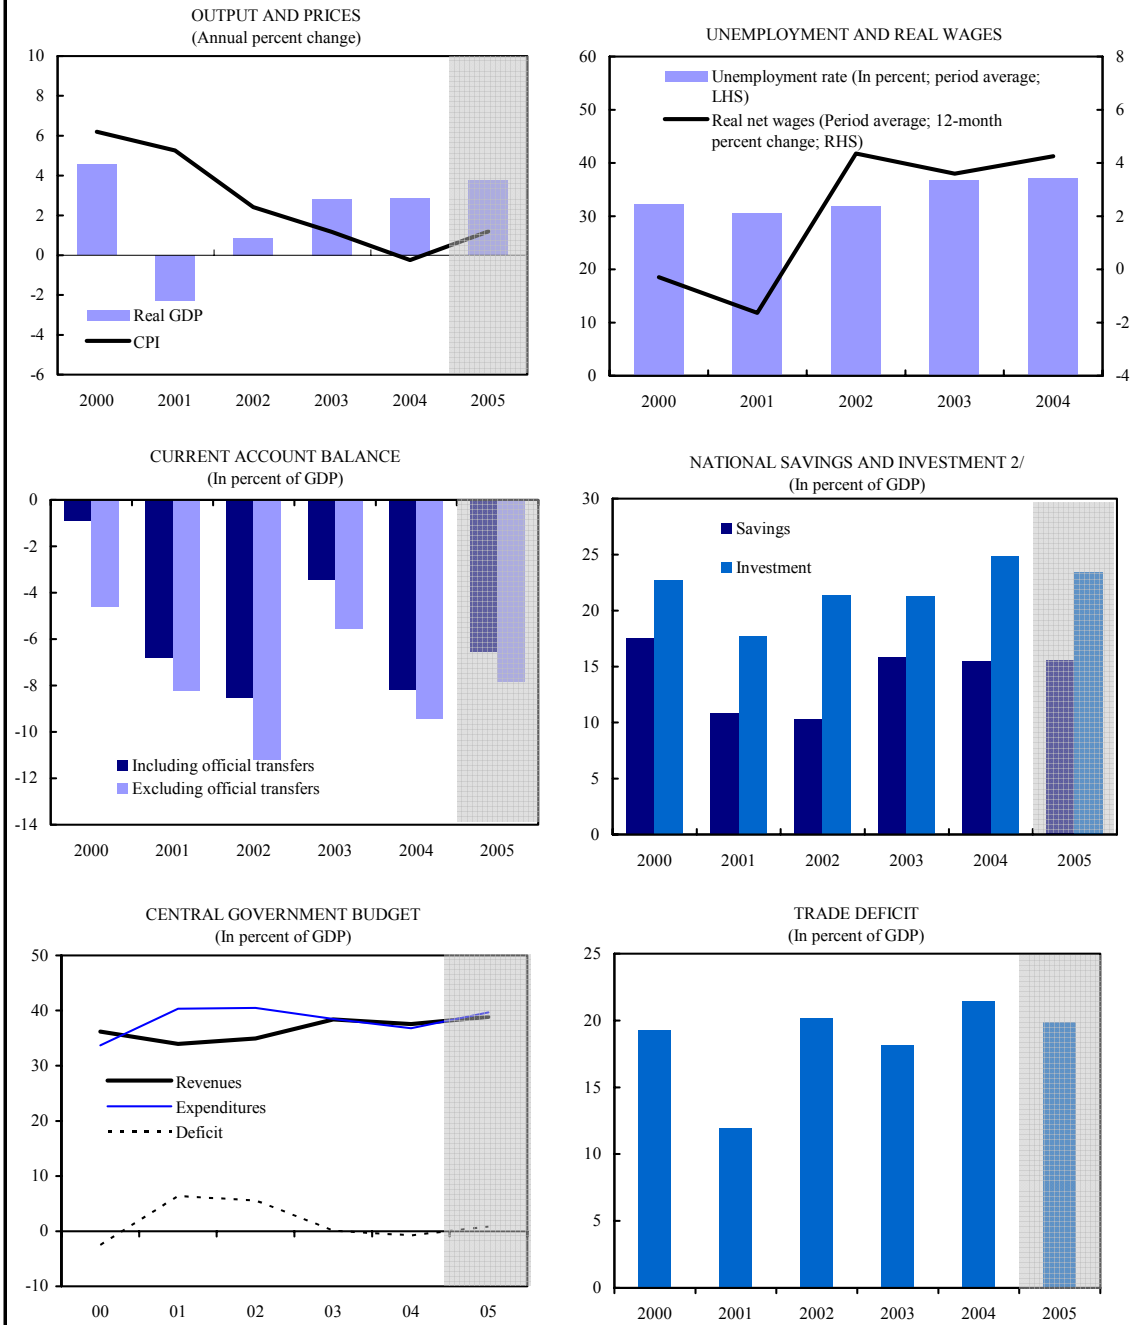 OUTPUT AND PRICES
(Annual percent change)
10
8
6
4
2
0
-2
-4
-6
Real GDP
CPI
2000 2001 2002 2003 2004 2005
UNEMPLOYMENT AND REAL WAGES
60
50
40
30
20
10
0
8
6
4
2
0
-2
-4
Unemployment rate (In percent; period average;
LHS)
Real net wages (Period average; 12-month
percent change; RHS)
2000 2001 2002 2003 2004
CURRENT ACCOUNT BALANCE
(In percent of GDP)
0
-2
-4
-6
-8
-10
-12
-14
Including official transfers
Excluding official transfers
2000 2001 2002 2003 2004 2005
NATIONAL SAVINGS AND INVESTMENT 2/
(In percent of GDP)
30
25
20
15
10
5
0
Savings
Investment
2000 2001 2002 2003 2004 2005
CENTRAL GOVERNMENT BUDGET
(In percent of GDP)
50
40
30
20
10
0
-10
Revenues
Expenditures
Deficit
00 01 02 03 04 05
TRADE DEFICIT
(In percent of GDP)
25
20
15
10
5
0
2000 2001 2002 2003 2004 2005